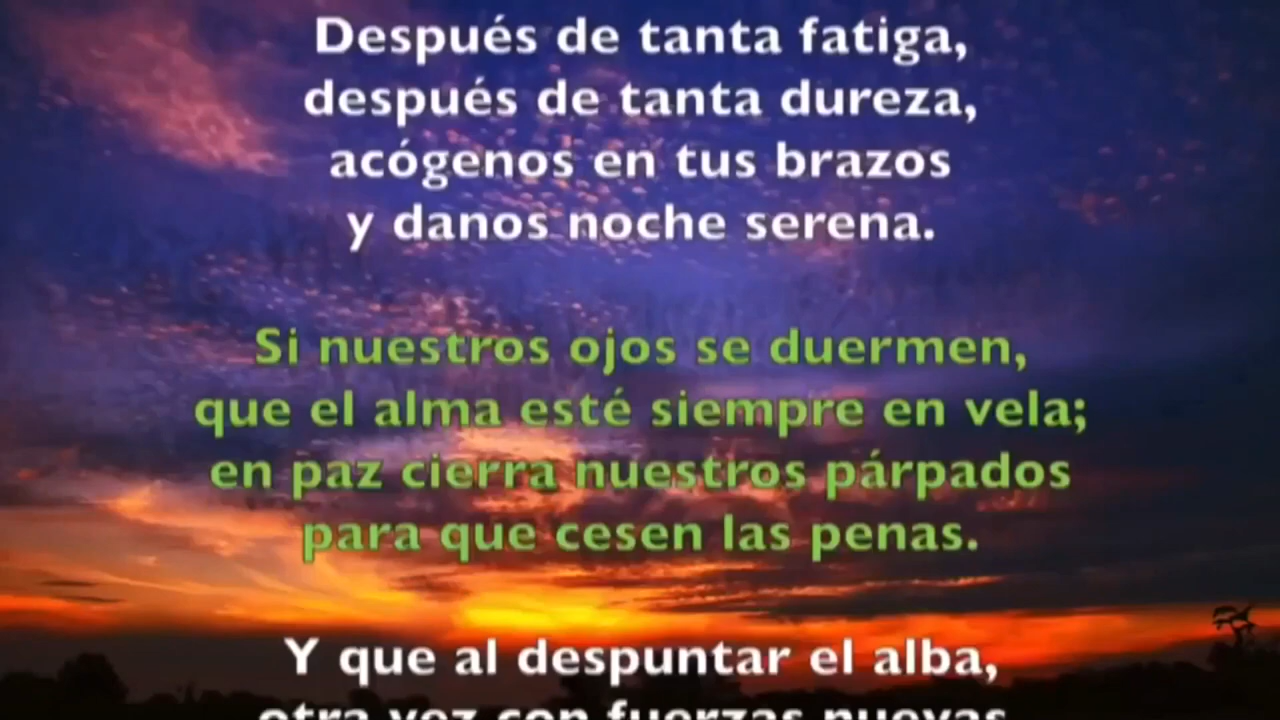 Después de tanta fatiga,
después de tanta dureza,
acógenos en tus brazos
y danos noche serena.
Si nuestros ojos se duermen,
que el alma esté siempre en vela;
en paz cierra nuestros párpados
para que cesen las penas.
Y que al despuntar el alba,
otra vez con fuerzas nuevas